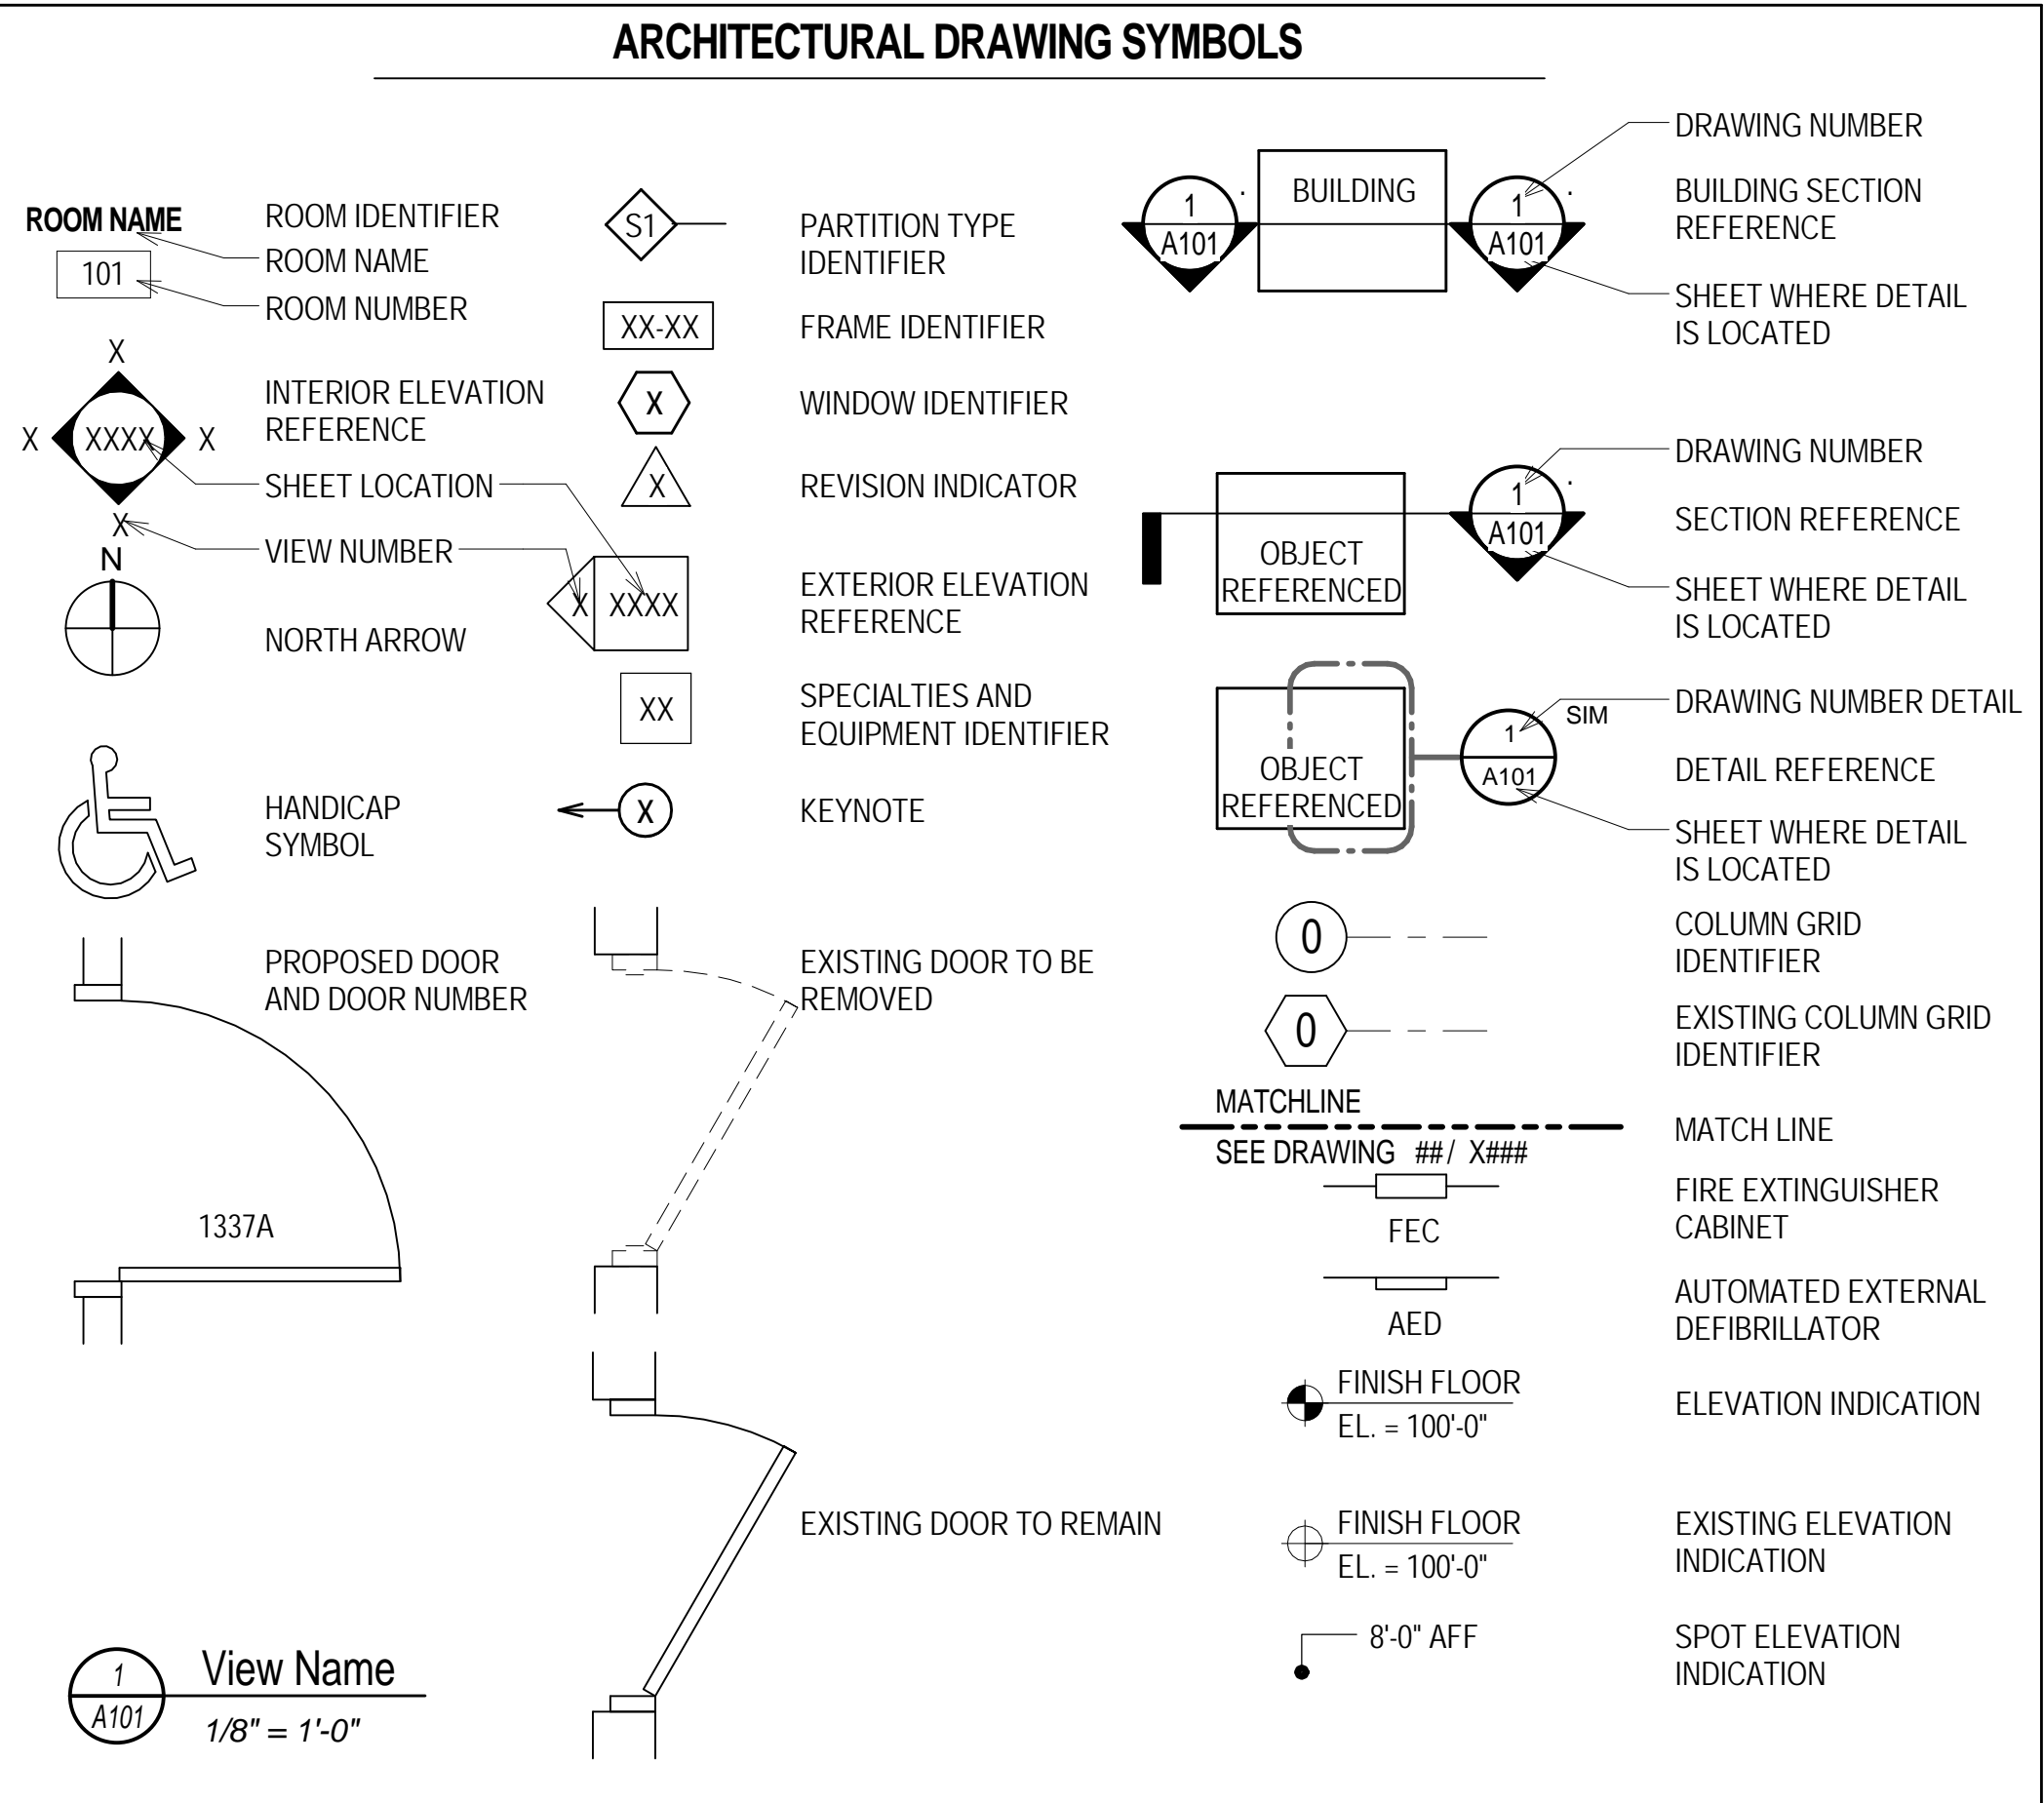 ARCHITECTURAL DRAWING SYMBOLS
ROOM NAME
101
ROOM IDENTIFIER
ROOM NAME
ROOM NUMBER
X
X
XXXX
X
X
INTERIOR ELEVATION
REFERENCE
SHEET LOCATION
VIEW NUMBER
N
NORTH ARROW
HANDICAP
SYMBOL
PROPOSED DOOR
AND DOOR NUMBER
1337A
1
A101
View Name
1/8" = 1'-0"
S1
PARTITION TYPE
IDENTIFIER
XX-XX
FRAME IDENTIFIER
X
WINDOW IDENTIFIER
X
REVISION INDICATOR
X
XXXX
EXTERIOR ELEVATION
REFERENCE
XX
SPECIALTIES AND
EQUIPMENT IDENTIFIER
X
KEYNOTE
EXISTING DOOR TO BE
REMOVED
EXISTING DOOR TO REMAIN
1
A101
BUILDING
1
A101
DRAWING NUMBER
BUILDING SECTION
REFERENCE
SHEET WHERE DETAIL
IS LOCATED
OBJECT
REFERENCED
1
A101
DRAWING NUMBER
SECTION REFERENCE
SHEET WHERE DETAIL
IS LOCATED
OBJECT
REFERENCED
1
A101
SIM
DRAWING NUMBER DETAIL
DETAIL REFERENCE
SHEET WHERE DETAIL
IS LOCATED
0
COLUMN GRID
IDENTIFIER
0
EXISTING COLUMN GRID
IDENTIFIER
MATCHLINE
SEE DRAWING ## / X###
MATCH LINE
FEC
FIRE EXTINGUISHER
CABINET
AED
AUTOMATED EXTERNAL
DEFIBRILLATOR
FINISH FLOOR
EL. = 100'-0"
ELEVATION INDICATION
FINISH FLOOR
EL. = 100'-0"
EXISTING ELEVATION
INDICATION
8'-0" AFF
SPOT ELEVATION
INDICATION